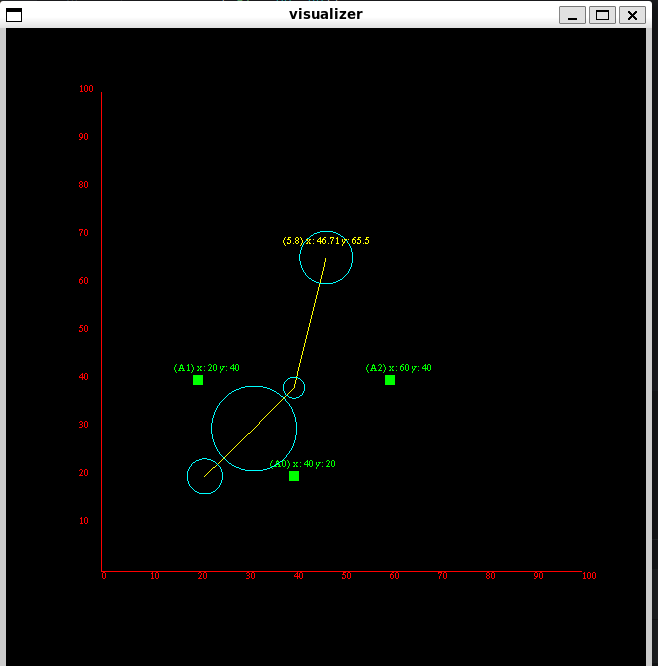 visualizer
100
90
80
70
(5.8) x: 46.71 y: 65.5
60
50
(A1) x: 20 y: 40
(A2) x: 60 y: 40
40
30
(A0) x: 40 y: 20
20
10
0 10 20 30 40 50 60 70 80 90 100